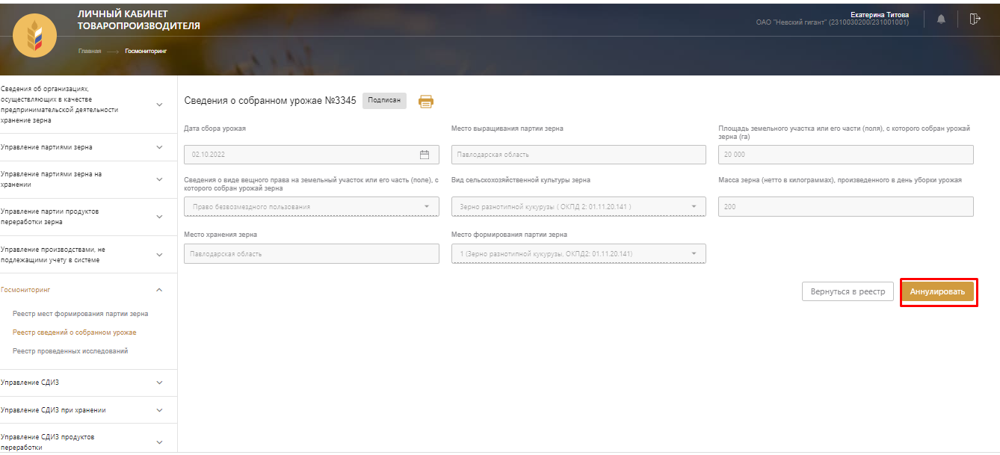 ЛИЧНЫЙ КАБИНЕТ
ТОВАРОПРОИЗВОДИТЕЛЯ
Екатерина Титова
ОАО "Невский гигант" (2310030200/231001001)
Главная
Госмониторинг
Сведения об организациях,
осуществляющих в качестве
предпринимательской деятельности
хранение зерна
Управление партиями зерна
Управление партиями зерна на
хранении
Управление партии продуктов
переработки зерна
Управление производствами, не
подлежащими учету в системе
Госмониторинг
Реестр мест формирования партии зерна
Реестр сведений о собранном урожае
Реестр проведенных исследований
Управление СДИЗ
Управление СДИЗ при хранении
Управление СДИЗ продуктов
переработки
Сведения о собранном урожае №3345
Подписан
Дата сбора урожая
02.10.2022
Место выращивания партии зерна
Павлодарская область
Площадь земельного участка или его части (поля), с которого собран урожай
зерна (га)
20 000
Сведения о виде вещного права на земельный участок или его часть (поле), с
которого собран урожай зерна
Право безвозмездного пользования
Вид сельскохозяйственной культуры зерна
Зерно разнотипной кукурузы ( ОКПД 2: 01.11.20.141 )
Масса зерна (нетто в килограммах), произведенного в день уборки урожая
200
Место хранения зерна
Павлодарская область
Место формирования партии зерна
1 (Зерно разнотипной кукурузы, ОКПД2: 01.11.20.141)
Вернуться в реестр
Аннулировать